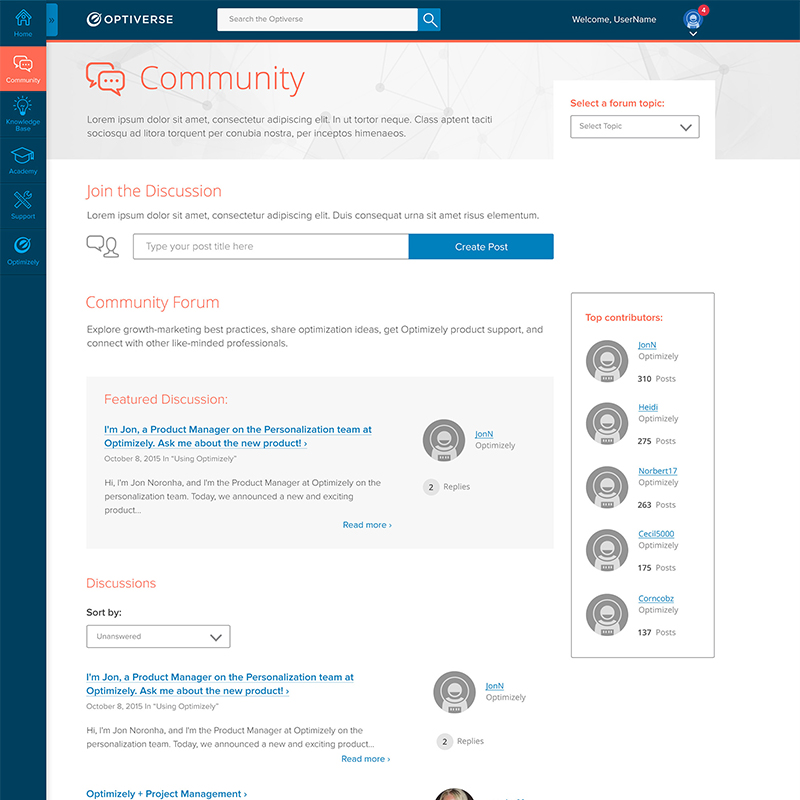 Home
»
OPTIVERSE
Search the Optiverse
Welcome, UserName
4
Community
Knowledge
Base
Academy
Support
Optimizely
Community
Lorem ipsum dolor sit amet, consectetur adipiscing elit. In ut tortor neque. Class aptent taciti
sociosqu ad litora torquent per conubia nostra, per inceptos himenaeos.
Select a forum topic:
Select Topic
Join the Discussion
Lorem ipsum dolor sit amet, consectetur adipiscing elit. Duis consequat urna sit amet risus elementum.
Type your post title here
Create Post
Community Forum
Explore growth-marketing best practices, share optimization ideas, get Optimizely product support, and
connect with other like-minded professionals.
Featured Discussion:
I'm Jon, a Product Manager on the Personalization team at
Optimizely. Ask me about the new product! ›
October 8, 2015 In "Using Optimizely"
Hi, I'm Jon Noronha, and I'm the Product Manager at Optimizely on the
personalization team. Today, we announced a new and exciting
product...
Read more ›
JonN
Optimizely
2 Replies
Top contributors:
JonN
Optimizely
310 Posts
Heidi
Optimizely
275 Posts
Norbert17
Optimizely
263 Posts
Cecil5000
Optimizely
175 Posts
Corncobz
Optimizely
137 Posts
Discussions
Sort by:
Unanswered
I'm Jon, a Product Manager on the Personalization team at
Optimizely. Ask me about the new product! ›
October 8, 2015 In "Using Optimizely"
Hi, I'm Jon Noronha, and I'm the Product Manager at Optimizely on the
personalization team. Today, we announced a new and exciting product...
Read more ›
JonN
Optimizely
2 Replies
Optimizely + Project Management ›